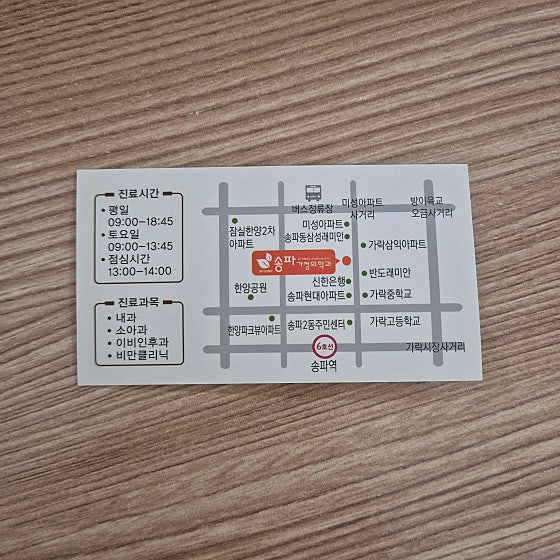 진료시간
• 평일
09:00-18:45
• 토요일
09:00-13:45
• 점심시간
13:00-14:00
진료과목
• 내과
• 소아과
• 이비인후과
• 비만클리닉
버스정류장
미성아파트
사거리
방이육교
오금사거리
잠실한양2차
아파트
미성아파트
송파동삼성래미안
가락삼익아파트
송파
가정의학과
반도래미안
신한은행
한양공원
송파현대아파트
가락중학교
한양파크뷰아파트
송파2동주민센터
가락고등학교
6호선
송파역
가락시장사거리